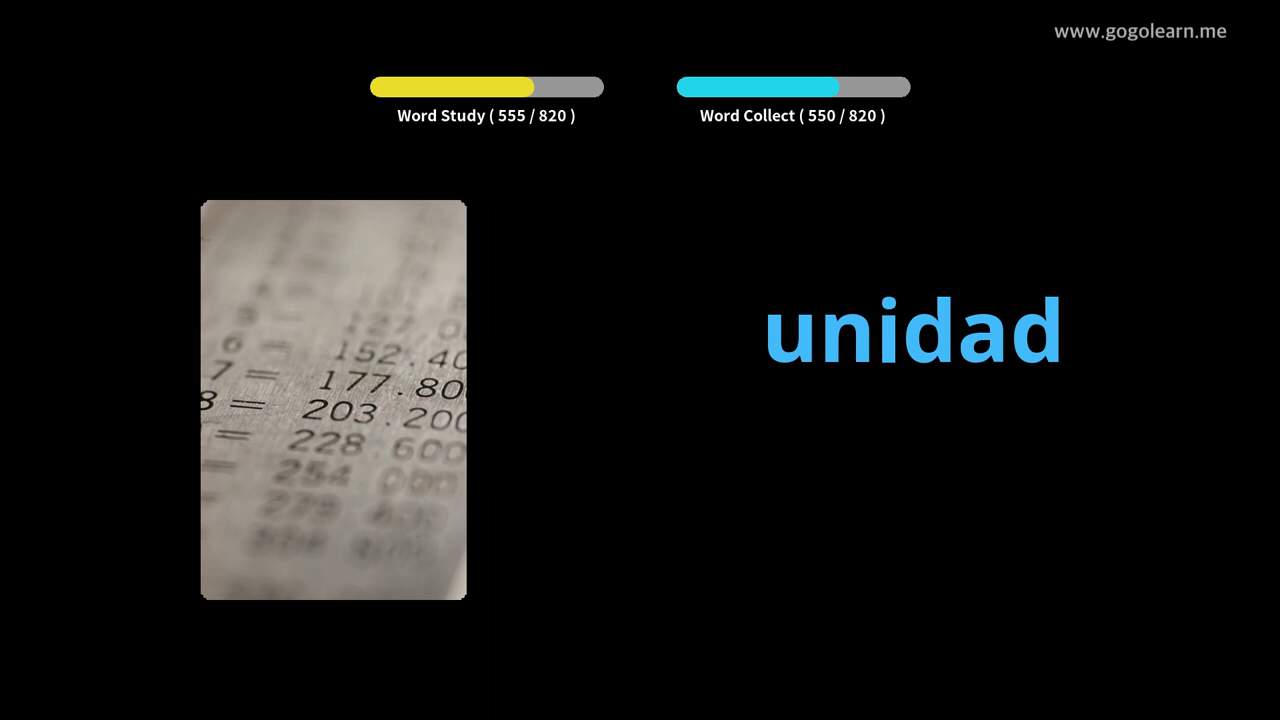 www.gogolearn.me
Word Study ( 555 / 820 )
Word Collect ( 550 / 820 )
unidad
6 = 152.40
7 = 177.80
8 = 203.200
= 228.600
= 254 000